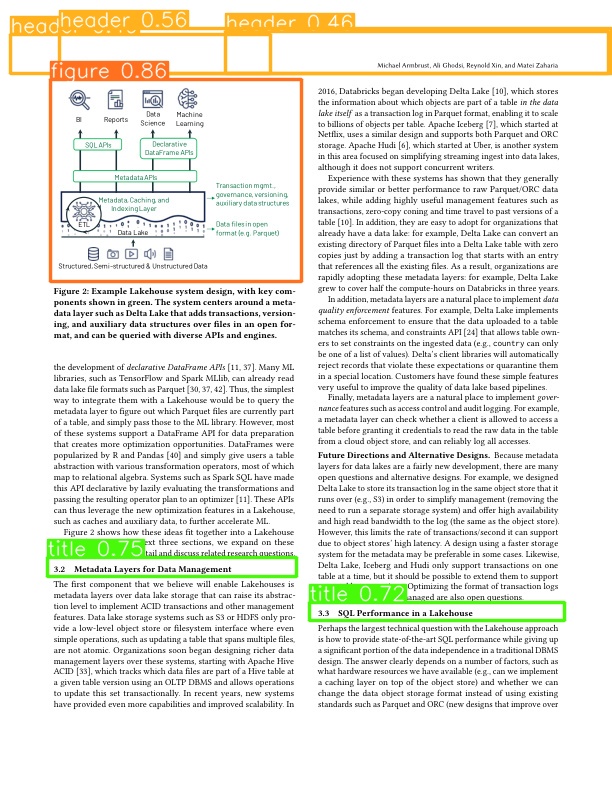 header 0.56
header 0.46
Michael Armbrust, Ali Ghodsi, Reynold Xin, and Matei Zaharia
figure 0.86
BI
Reports
Data Science
Machine Learning
SQL APIs
Declarative DataFrame APIs
Metadata APIs
Metadata, Caching, and Indexing Layer
Transaction mgmt., governance, versioning, auxiliary data structures
ETL
Data Lake
Data files in open format (e.g. Parquet)
Structured, Semi-structured & Unstructured Data
Figure 2: Example Lakehouse system design, with key com-
ponents shown in green. The system centers around a meta-
data layer such as Delta Lake that adds transactions, version-
ing, and auxiliary data structures over files in an open for-
mat, and can be queried with diverse APIs and engines.
the development of declarative DataFrame APIs [11, 37]. Many ML
libraries, such as TensorFlow and Spark MLlib, can already read
data lake file formats such as Parquet [30, 37, 42]. Thus, the simplest
way to integrate them with a Lakehouse would be to query the
metadata layer to figure out which Parquet files are currently part
of a table, and simply pass those to the ML library. However, most
of these systems support a DataFrame API for data preparation
that creates more optimization opportunities. DataFrames were
popularized by R and Pandas [40] and simply give users a table
abstraction with various transformation operators, most of which
map to relational algebra. Systems such as Spark SQL have made
this API declarative by lazily evaluating the transformations and
passing the resulting operator plan to an optimizer [11]. These APIs
can thus leverage the new optimization features in a Lakehouse,
such as caches and auxiliary data, to further accelerate ML.
Figure 2 shows how these ideas fit together into a Lakehouse
ext three sections, we expand on these
title 0.75
tail and discuss related research questions.
3.2 Metadata Layers for Data Management
The first component that we believe will enable Lakehouses is
metadata layers over data lake storage that can raise its abstrac-
tion level to implement ACID transactions and other management
features. Data lake storage systems such as S3 or HDFS only pro-
vide a low-level object store or filesystem interface where even
simple operations, such as updating a table that spans multiple files,
are not atomic. Organizations soon began designing richer data
management layers over these systems, starting with Apache Hive
ACID [33], which tracks which data files are part of a Hive table at
a given table version using an OLTP DBMS and allows operations
to update this set transactionally. In recent years, new systems
have provided even more capabilities and improved scalability. In
2016, Databricks began developing Delta Lake [10], which stores
the information about which objects are part of a table in the data
lake itself as a transaction log in Parquet format, enabling it to scale
to billions of objects per table. Apache Iceberg [7], which started at
Netflix, uses a similar design and supports both Parquet and ORC
storage. Apache Hudi [6], which started at Uber, is another system
in this area focused on simplifying streaming ingest into data lakes,
although it does not support concurrent writers.
Experience with these systems has shown that they generally
provide similar or better performance to raw Parquet/ORC data
lakes, while adding highly useful management features such as
transactions, zero-copy coning and time travel to past versions of a
table [10]. In addition, they are easy to adopt for organizations that
already have a data lake: for example, Delta Lake can convert an
existing directory of Parquet files into a Delta Lake table with zero
copies just by adding a transaction log that starts with an entry
that references all the existing files. As a result, organizations are
rapidly adopting these metadata layers: for example, Delta Lake
grew to cover half the compute-hours on Databricks in three years.
In addition, metadata layers are a natural place to implement data
quality enforcement features. For example, Delta Lake implements
schema enforcement to ensure that the data uploaded to a table
matches its schema, and constraints API [24] that allow table own-
ers to set constraints on the ingested data (e.g., country can only
be one of a list of values). Delta's client libraries will automatically
reject records that violate these expectations or quarantine them
in a special location. Customers have found these simple features
very useful to improve the quality of data lake based pipelines.
Finally, metadata layers are a natural place to implement gover-
nance features such as access control and audit logging. For example,
a metadata layer can check whether a client is allowed to access a
table before granting it credentials to read the raw data in the table
from a cloud object store, and can reliably log all accesses.
Future Directions and Alternative Designs. Because metadata
layers for data lakes are a fairly new development, there are many
open questions and alternative designs. For example, we designed
Delta Lake to store its transaction log in the same object store that it
runs over (e.g., S3) in order to simplify management (removing the
need to run a separate storage system) and offer high availability
and high read bandwidth to the log (the same as the object store).
However, this limits the rate of transactions/second it can support
due to object stores' high latency. A design using a faster storage
system for the metadata may be preferable in some cases. Likewise,
Delta Lake, Iceberg and Hudi only support transactions on one
table at a time, but it should be possible to extend them to support
Optimizing the format of transaction logs
title 0.72
anaged are also open questions.
3.3 SQL Performance in a Lakehouse
Perhaps the largest technical question with the Lakehouse approach
is how to provide state-of-the-art SQL performance while giving up
a significant portion of the data independence in a traditional DBMS
design. The answer clearly depends on a number of factors, such as
what hardware resources we have available (e.g., can we implement
a caching layer on top of the object store) and whether we can
change the data object storage format instead of using existing
standards such as Parquet and ORC (new designs that improve over